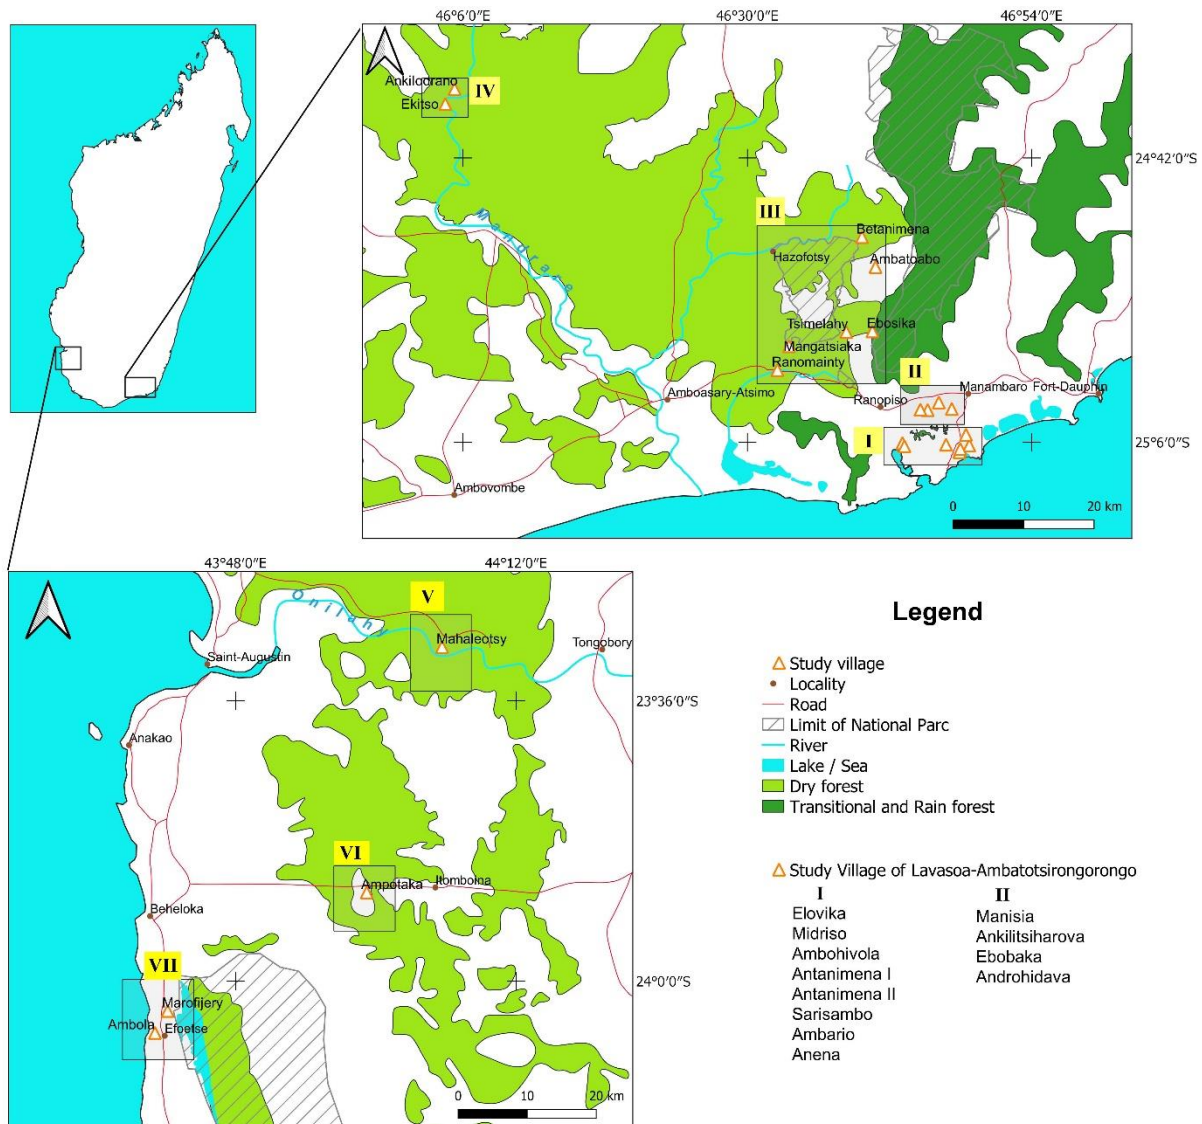 46°6'0"E
46°30'0"E
46°54'0"E
Ankilodrano
IV
Ekitso
24°42'0"S
Mandrare
III
Betanimena
Hazofotsy
Ambatoabo
Tsimelahy
Ebosika
Mangatsiaka
Ranomainty
II
Amboasary-Atsimo
Ranopiso
Manambaro
Fort-Dauphin
I
25°6'0"S
Ambovombe
0
10
20 km
43°48'0"E
44°12'0"E
V
Onilahy
Mahaleotsy
Tongobory
Saint-Augustin
23°36'0"S
Anakao
VI
Ampotaka
Itomboina
Beheloka
VII
24°0'0"S
Marofijery
Ambola
Efoetse
0
10
20 km
Legend
Study village
Locality
Road
Limit of National Parc
River
Lake / Sea
Dry forest
Transitional and Rain forest
Study Village of Lavasoa-Ambatotsirongorongo
I
Elovika
Midriso
Ambohivola
Antanimena I
Antanimena II
Sarisambo
Ambario
Anena
II
Manisia
Ankilitsiharova
Ebobaka
Androhidava